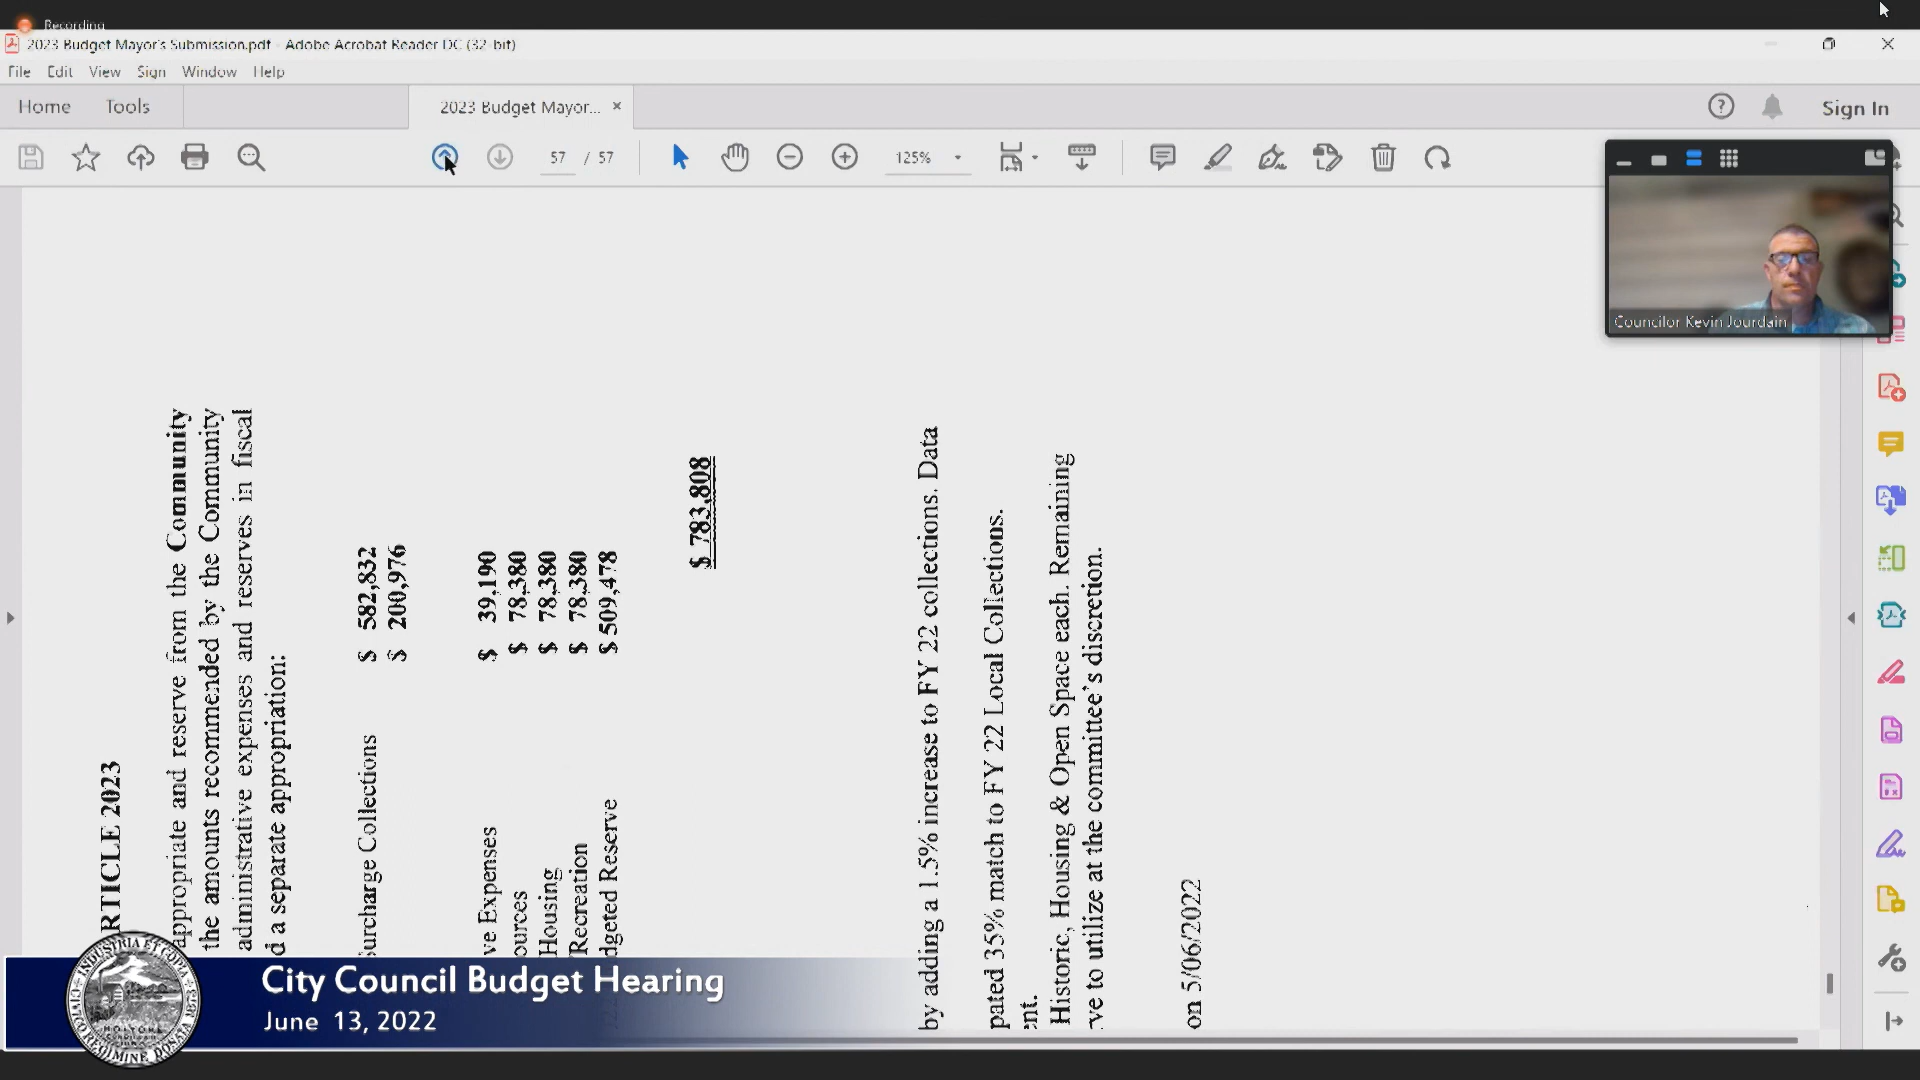 Recording
2023 Budget Mayor's Submission.pdf - Adobe Acrobat Reader DC (32-bit)
File Edit View Sign Window Help
Home Tools 2023 Budget Mayor... × Sign In
57 / 57 125%
Councilor Kevin Jourdain
RTICLE 2023
appropriate and reserve from the Community
the amounts recommended by the Community
administrative expenses and reserves in fiscal
d a separate appropriation:
urcharge Collections $ 582,832
$ 200,976
ve Expenses $ 39,190
ources $ 78,380
Housing $ 78,380
Recreation $ 78,380
dgeted Reserve $ 509,478
$ 783,808
by adding a 1.5% increase to FY 22 collections. Data
pated 35% match to FY 22 Local Collections.
ent.
Historic, Housing & Open Space each. Remaining
ve to utilize at the committee's discretion.
on 5/06/2022
City Council Budget Hearing
June 13, 2022